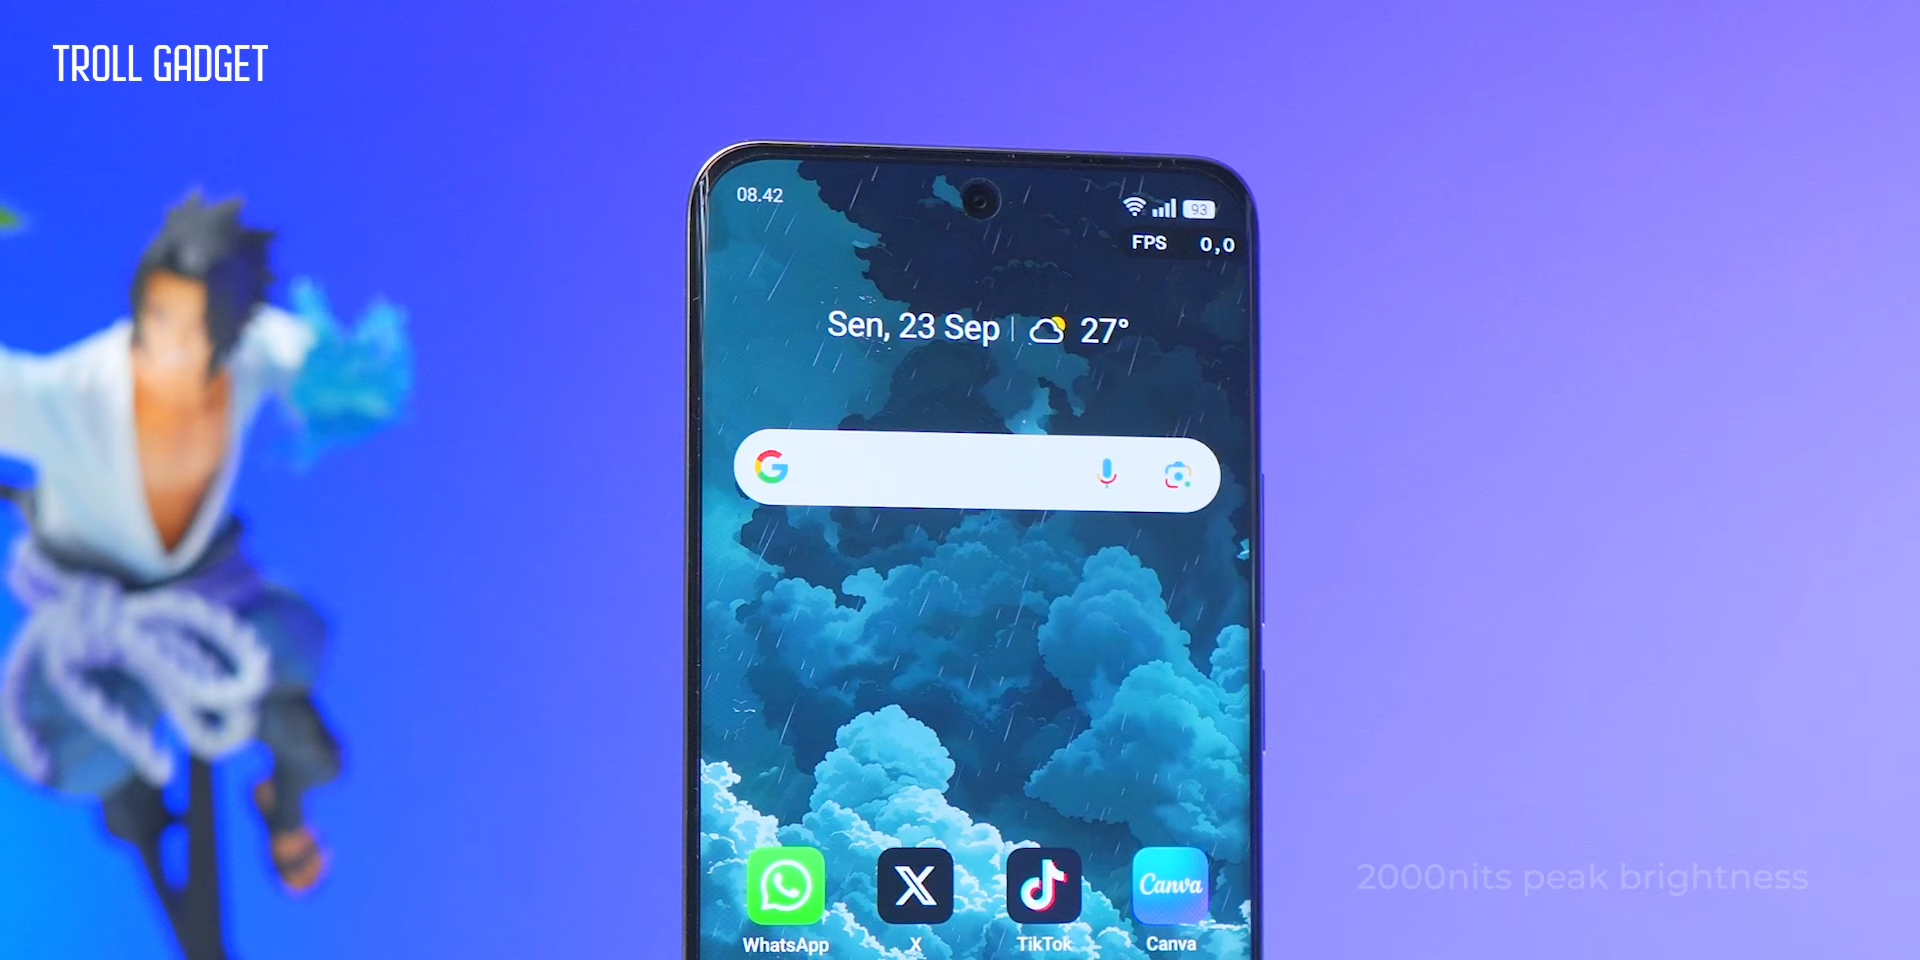 TROLL GADGET
08.42
93
FPS 0,0
Sen, 23 Sep | 27°
G
2000nits peak brightness
Canva
WhatsApp X TikTok Canva